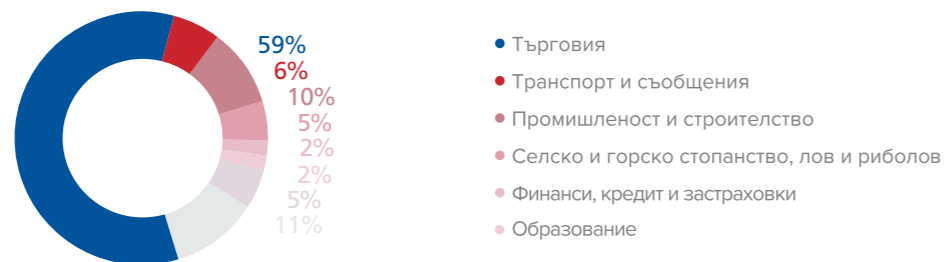 59%
6%
10%
5%
2%
2%
5%
11%
Търговия
Транспорт и съобщения
Промишленост и строителство
Селско и горско стопанство, лов и риболов
Финанси, кредит и застраховки
Образование